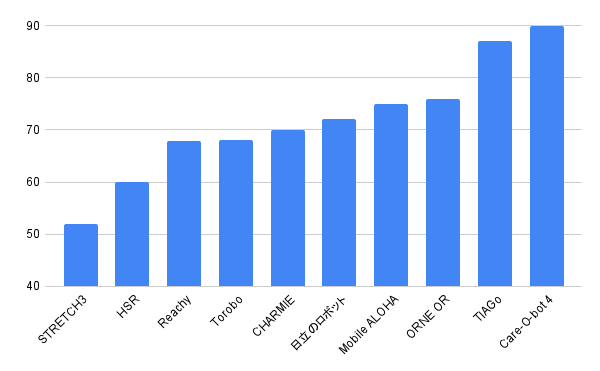 90
80
70
60
50
40
STRETCH3
HSR
Reachy
Torobo
CHARMIE
日立のロボット
Mobile ALOHA
ORNE OR
TIAGo
Care-O-bot 4